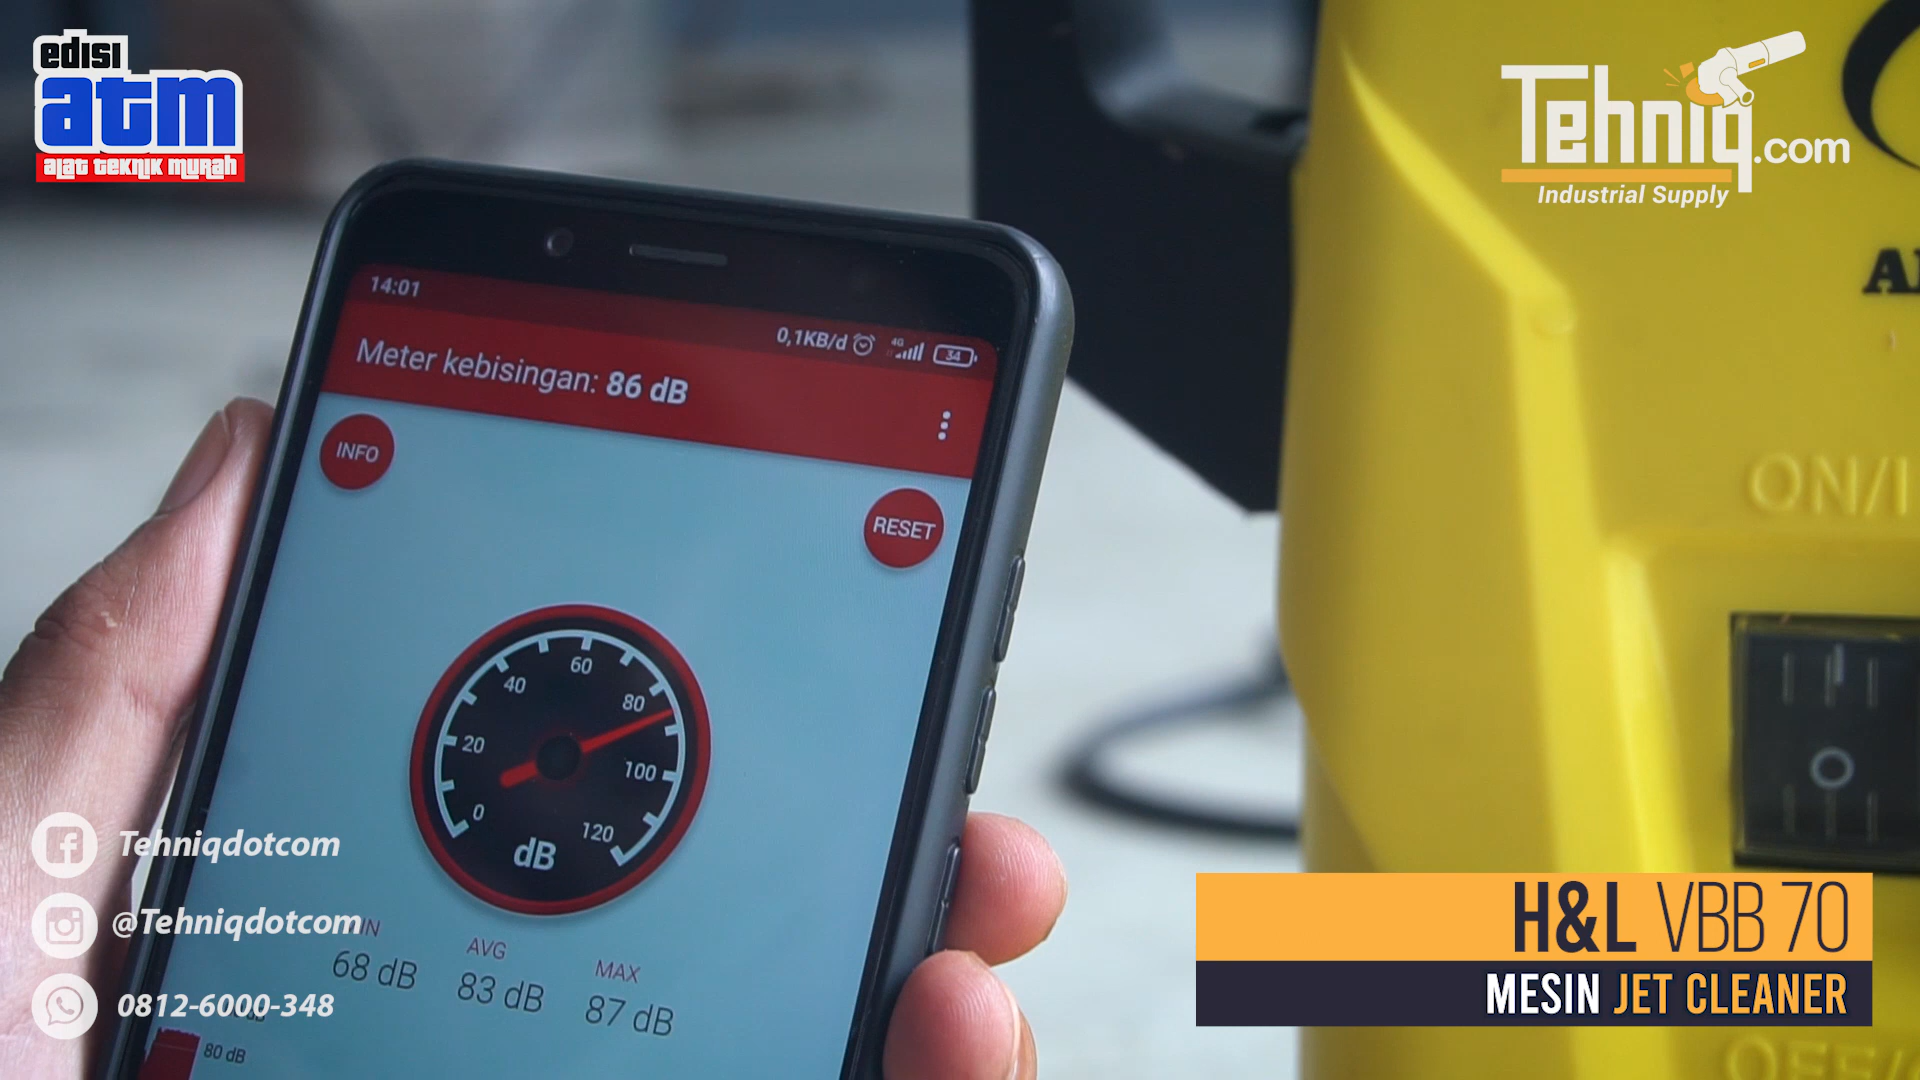 edisi
atm
alat teknik murah
Tehniq.com
Industrial Supply
14:01
0,1KB/d
4G
34
Meter kebisingan: 86 dB
INFO
RESET
0
20
40
60
80
100
120
dB
AVG
MAX
68 dB
83 dB
87 dB
80 dB
ON/I
Tehniqdotcom
@Tehniqdotcom
0812-6000-348
H&L VBB 70
MESIN JET CLEANER